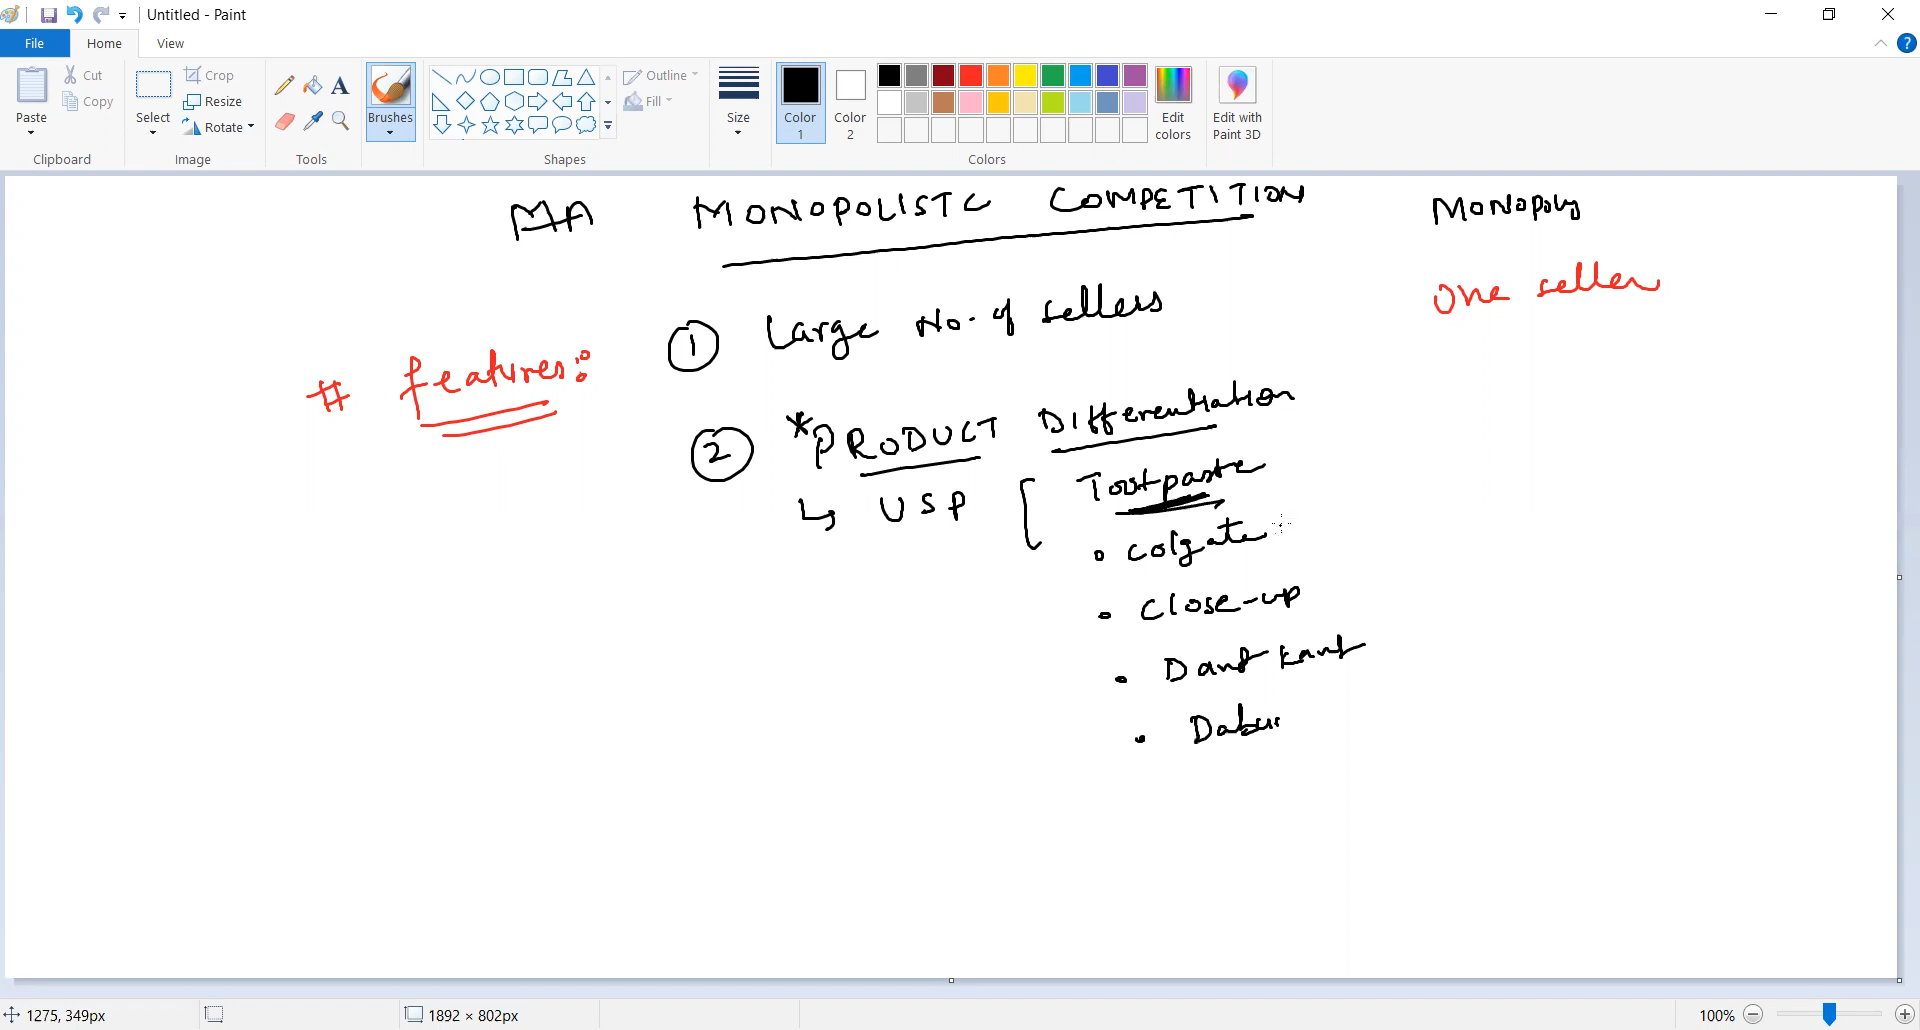 Untitled - Paint
File Home View
Cut
Copy
Paste
Clipboard
Crop
Resize
Rotate
Select
Image
Tools
Brushes
Outline
Fill
Shapes
Size
Color 1
Color 2
Edit colors
Edit with Paint 3D
Colors
MA MONOPOLISTC COMPETITION Monopoly
One seller
① Large No. of sellers
# features:
② *PRODUCT Differentiation
↳ USP [ Tootpaste
• Colgate
• Close-up
• Dant Kant
• Dabur
1275, 349px
1892 × 802px
100%